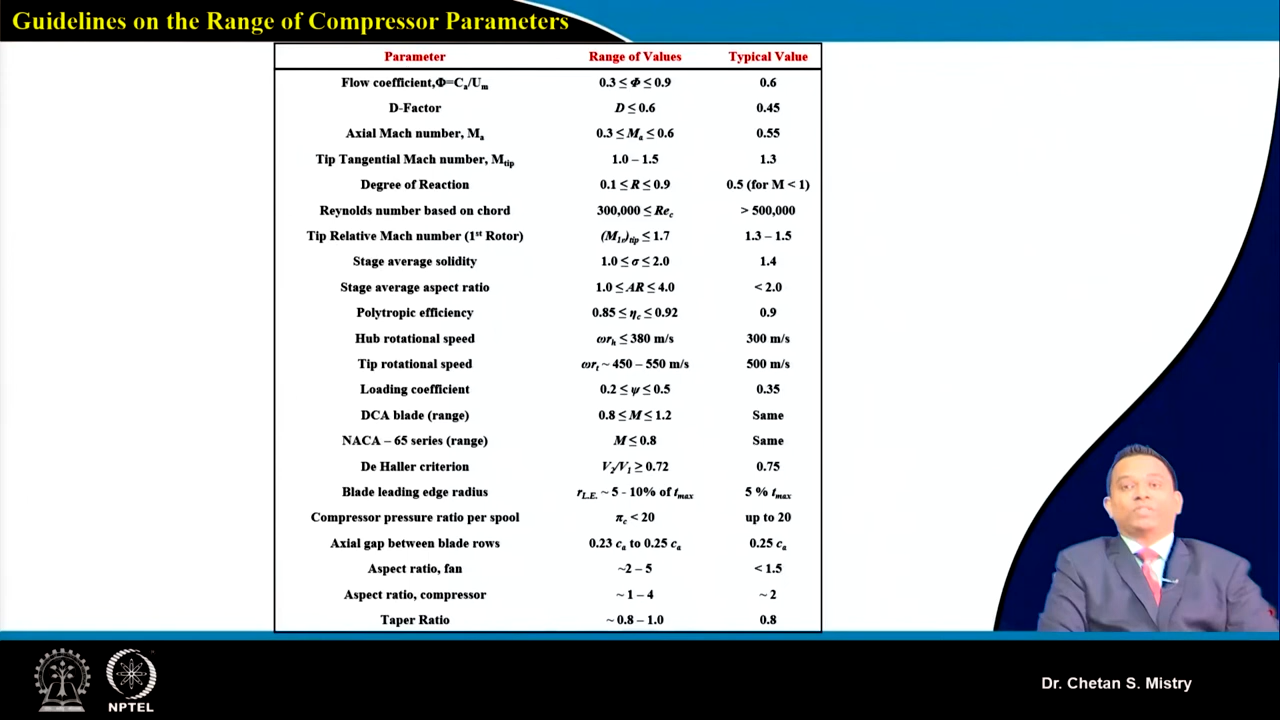 Guidelines on the Range of Compressor Parameters
Parameter Range of Values Typical Value
Flow coefficient,Φ=Ca/Um 0.3 ≤ Φ ≤ 0.9 0.6
D-Factor D ≤ 0.6 0.45
Axial Mach number, Ma 0.3 ≤ Ma ≤ 0.6 0.55
Tip Tangential Mach number, Mtip 1.0 – 1.5 1.3
Degree of Reaction 0.1 ≤ R ≤ 0.9 0.5 (for M < 1)
Reynolds number based on chord 300,000 ≤ Rec > 500,000
Tip Relative Mach number (1st Rotor) (M1r)tip ≤ 1.7 1.3 – 1.5
Stage average solidity 1.0 ≤ σ ≤ 2.0 1.4
Stage average aspect ratio 1.0 ≤ AR ≤ 4.0 < 2.0
Polytropic efficiency 0.85 ≤ ηc ≤ 0.92 0.9
Hub rotational speed ωrh ≤ 380 m/s 300 m/s
Tip rotational speed ωrt ~ 450 – 550 m/s 500 m/s
Loading coefficient 0.2 ≤ ψ ≤ 0.5 0.35
DCA blade (range) 0.8 ≤ M ≤ 1.2 Same
NACA – 65 series (range) M ≤ 0.8 Same
De Haller criterion V2/V1 ≥ 0.72 0.75
Blade leading edge radius rL.E. ~ 5 - 10% of tmax 5 % tmax
Compressor pressure ratio per spool πc < 20 up to 20
Axial gap between blade rows 0.23 ca to 0.25 ca 0.25 ca
Aspect ratio, fan ~2 – 5 < 1.5
Aspect ratio, compressor ~ 1 – 4 ~ 2
Taper Ratio ~ 0.8 – 1.0 0.8
NPTEL
Dr. Chetan S. Mistry